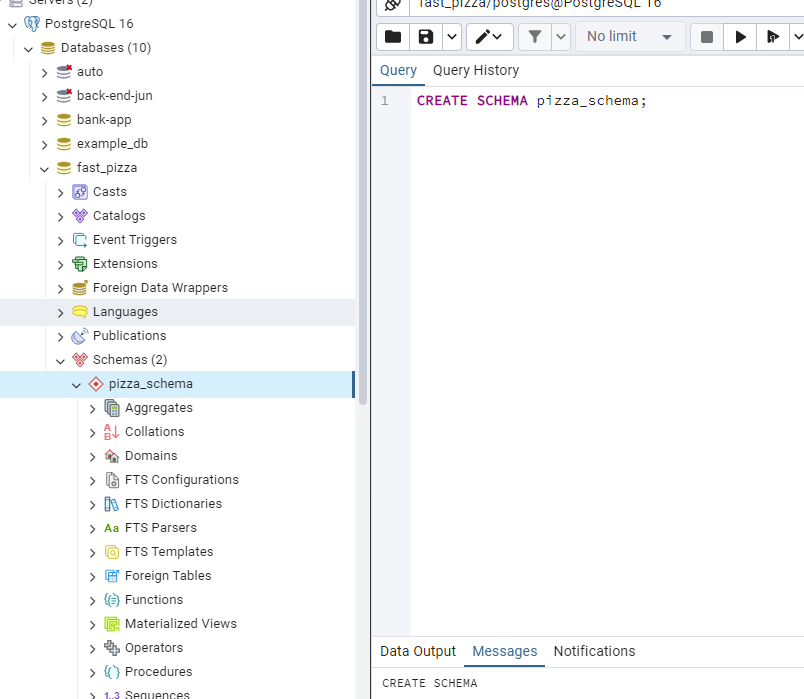 Servers (2)
PostgreSQL 16
Databases (10)
auto
back-end-jun
bank-app
example_db
fast_pizza
Casts
Catalogs
Event Triggers
Extensions
Foreign Data Wrappers
Languages
Publications
Schemas (2)
pizza_schema
Aggregates
Collations
Domains
FTS Configurations
FTS Dictionaries
Aa FTS Parsers
FTS Templates
Foreign Tables
Functions
Materialized Views
Operators
Procedures
1..3 Sequences
fast_pizza/postgres@PostgreSQL 16
No limit
Query Query History
1 CREATE SCHEMA pizza_schema;
Data Output Messages Notifications
CREATE SCHEMA